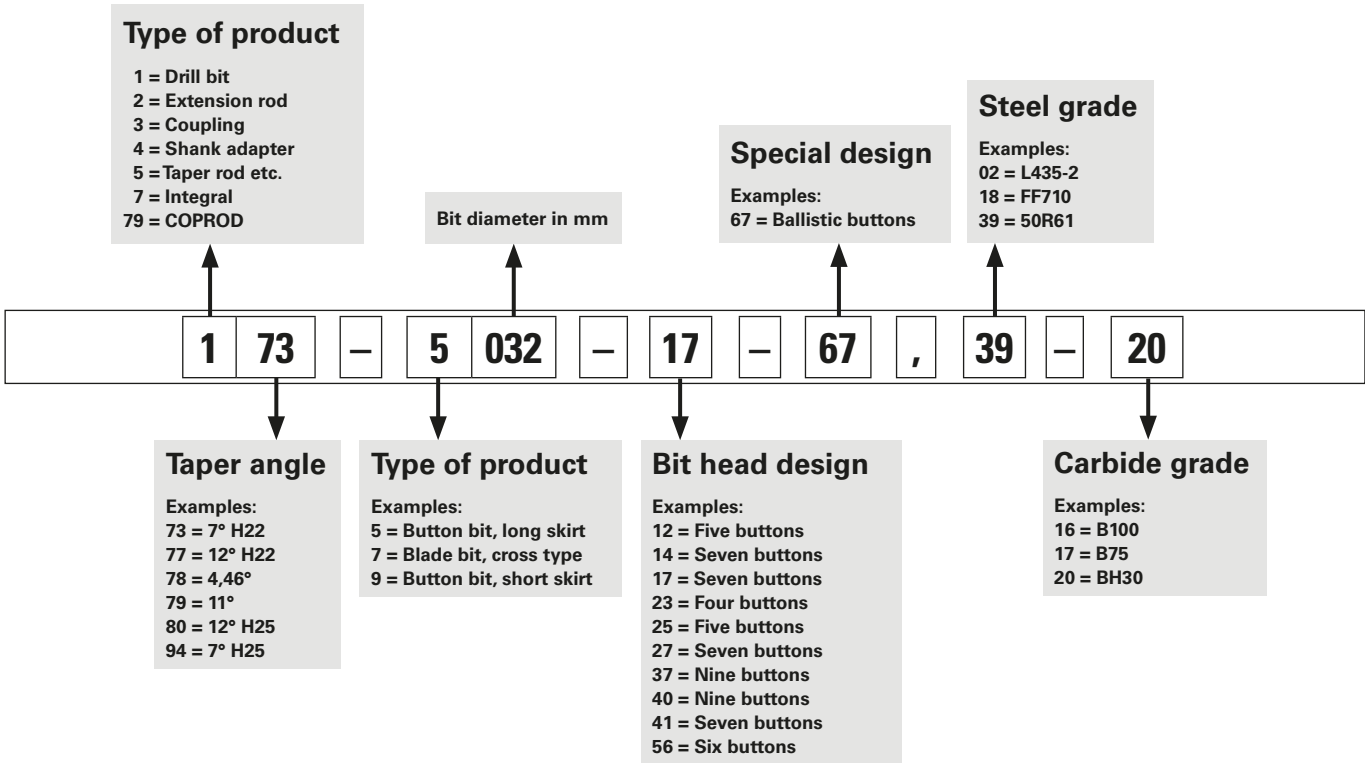 Type of product
1 = Drill bit
2 = Extension rod
3 = Coupling
4 = Shank adapter
5 =Taper rod etc.
7 = Integral
79 = COPROD
Bit diameter in mm
Special design
Examples:
67 = Ballistic buttons
Steel grade
Examples:
02 = L435-2
18 = FF710
39 = 50R61
1 73 – 5 032 – 17 – 67 , 39 – 20
Taper angle
Examples:
73 = 7° H22
77 = 12° H22
78 = 4,46°
79 = 11°
80 = 12° H25
94 = 7° H25
Type of product
Examples:
5 = Button bit, long skirt
7 = Blade bit, cross type
9 = Button bit, short skirt
Bit head design
Examples:
12 = Five buttons
14 = Seven buttons
17 = Seven buttons
23 = Four buttons
25 = Five buttons
27 = Seven buttons
37 = Nine buttons
40 = Nine buttons
41 = Seven buttons
56 = Six buttons
Carbide grade
Examples:
16 = B100
17 = B75
20 = BH30